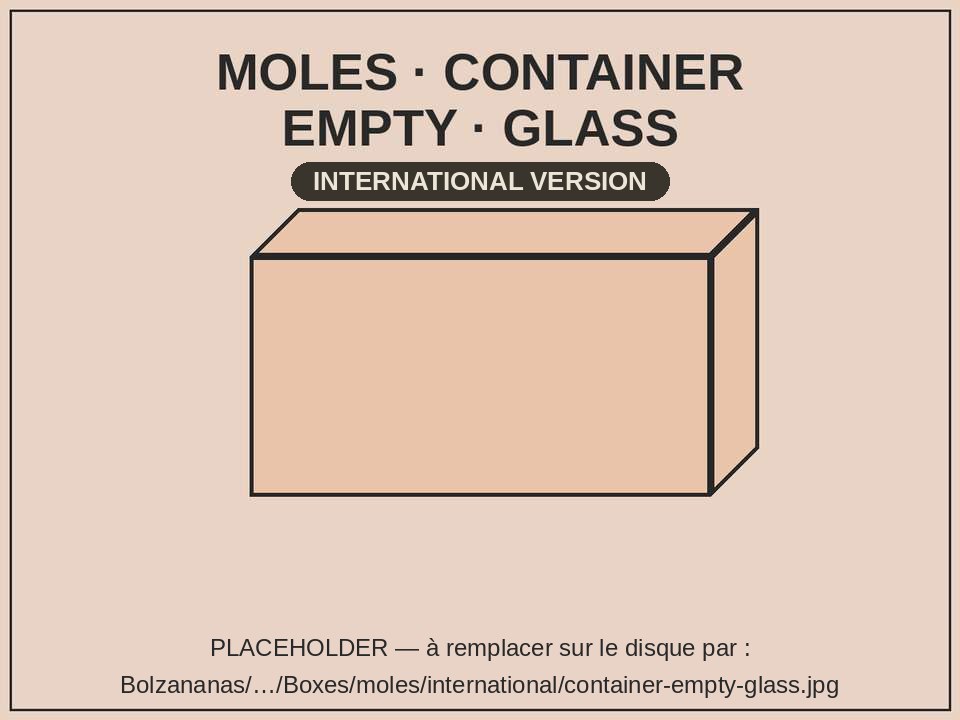 MOLES · CONTAINER
EMPTY · GLASS
INTERNATIONAL VERSION
PLACEHOLDER — à remplacer sur le disque par :
Bolzananas/…/Boxes/moles/international/container-empty-glass.jpg